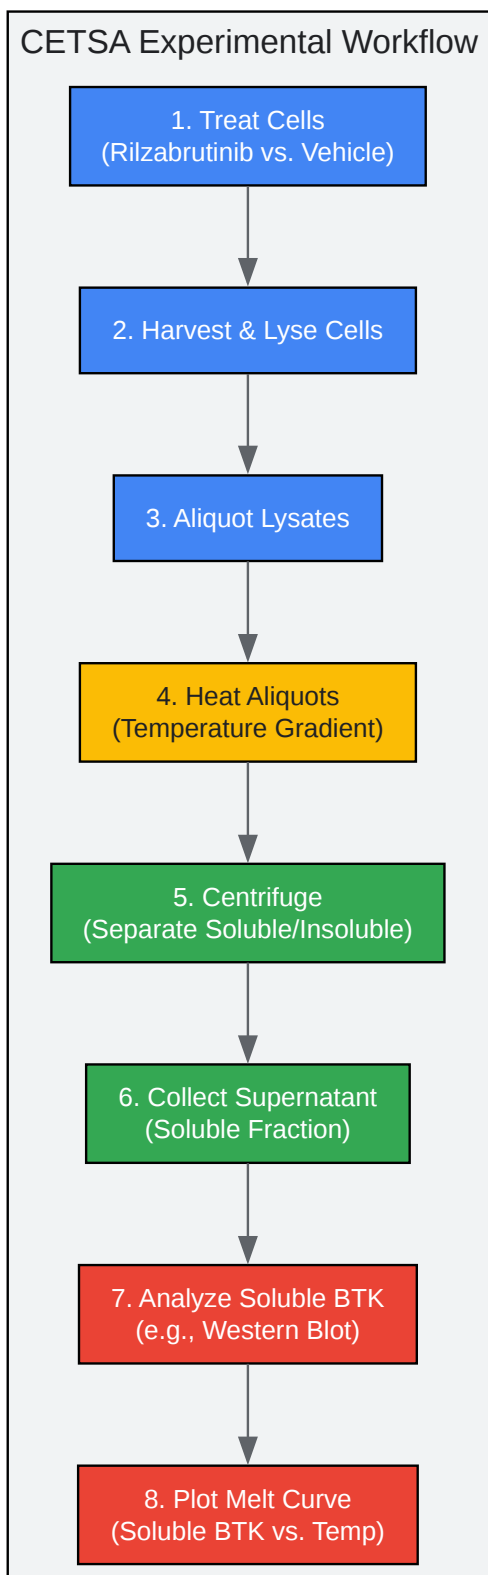 CETSA Experimental Workflow
1. Treat Cells
(Rilzabrutinib vs. Vehicle)
2. Harvest & Lyse Cells
3. Aliquot Lysates
4. Heat Aliquots
(Temperature Gradient)
5. Centrifuge
(Separate Soluble/Insoluble)
6. Collect Supernatant
(Soluble Fraction)
7. Analyze Soluble BTK
(e.g., Western Blot)
8. Plot Melt Curve
(Soluble BTK vs. Temp)